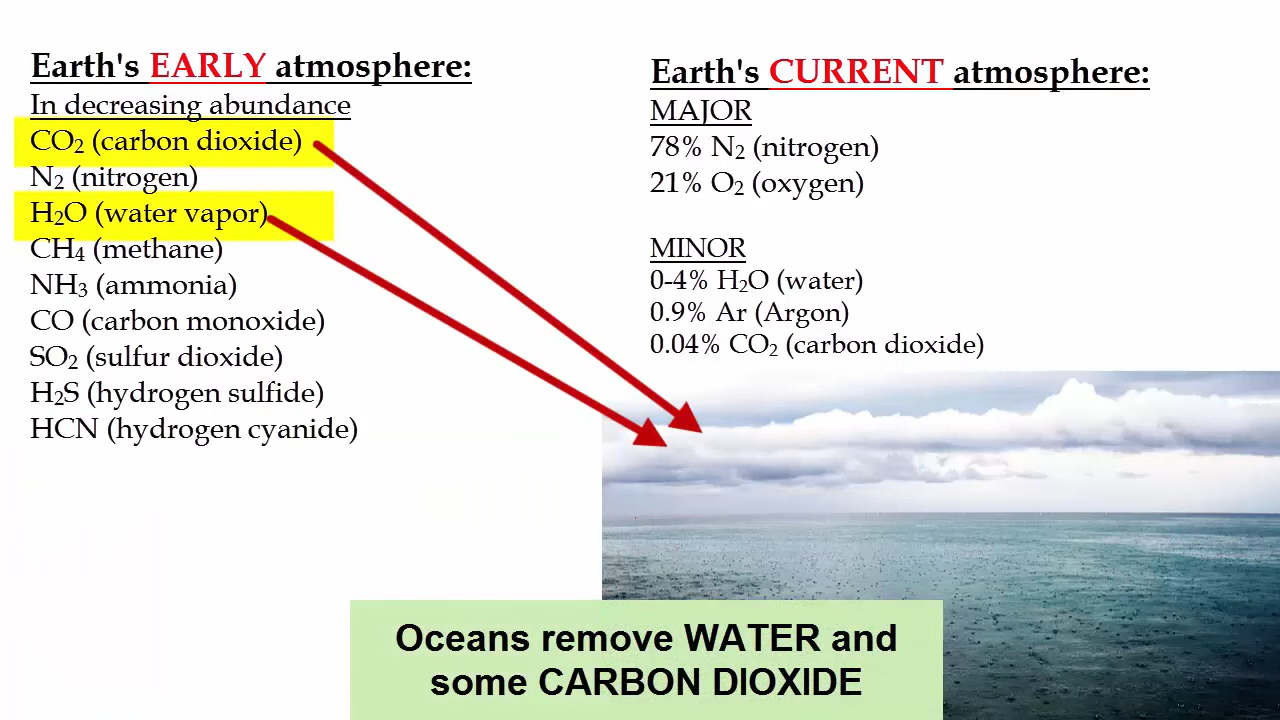 Earth's EARLY atmosphere:
In decreasing abundance
CO₂ (carbon dioxide)
N₂ (nitrogen)
H₂O (water vapor)
CH₄ (methane)
NH₃ (ammonia)
CO (carbon monoxide)
SO₂ (sulfur dioxide)
H₂S (hydrogen sulfide)
HCN (hydrogen cyanide)
Earth's CURRENT atmosphere:
MAJOR
78% N₂ (nitrogen)
21% O₂ (oxygen)
MINOR
0-4% H₂O (water)
0.9% Ar (Argon)
0.04% CO₂ (carbon dioxide)
Oceans remove WATER and
some CARBON DIOXIDE